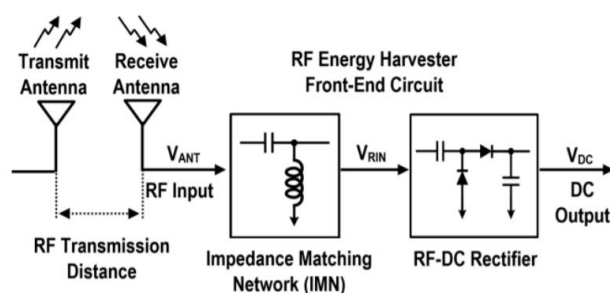 Transmit
Antenna
Receive
Antenna
RF Energy Harvester
Front-End Circuit
V_ANT
RF Input
V_RIN
V_DC
DC
Output
RF Transmission
Distance
Impedance Matching
Network (IMN)
RF-DC Rectifier